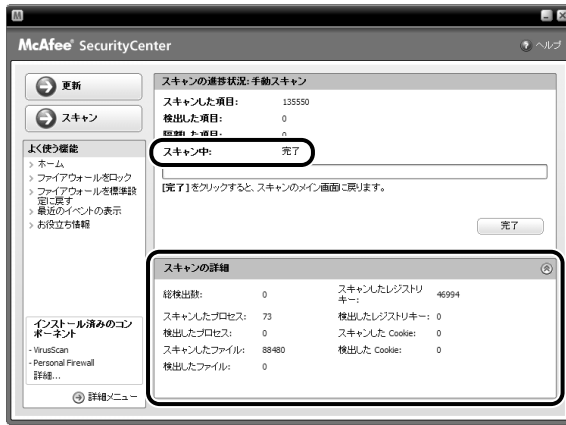 M
McAfee® SecurityCenter
ヘルプ
更新
スキャン
よく使う機能
> ホーム
> ファイアウォールをロック
> ファイアウォールを標準設
定に戻す
> 最近のイベントの表示
> お役立ち情報
インストール済みのコン
ポーネント
- VirusScan
- Personal Firewall
詳細...
詳細メニュー
スキャンの進捗状況: 手動スキャン
スキャンした項目: 135550
検出した項目: 0
隔離した項目: 0
スキャン中: 完了
[完了]をクリックすると、スキャンのメイン画面に戻ります。
完了
スキャンの詳細
総検出数: 0
スキャンしたプロセス: 73
検出したプロセス: 0
スキャンしたファイル: 88480
検出したファイル: 0
スキャンしたレジストリ
キー: 46994
検出したレジストリキー: 0
スキャンした Cookie: 0
検出した Cookie: 0